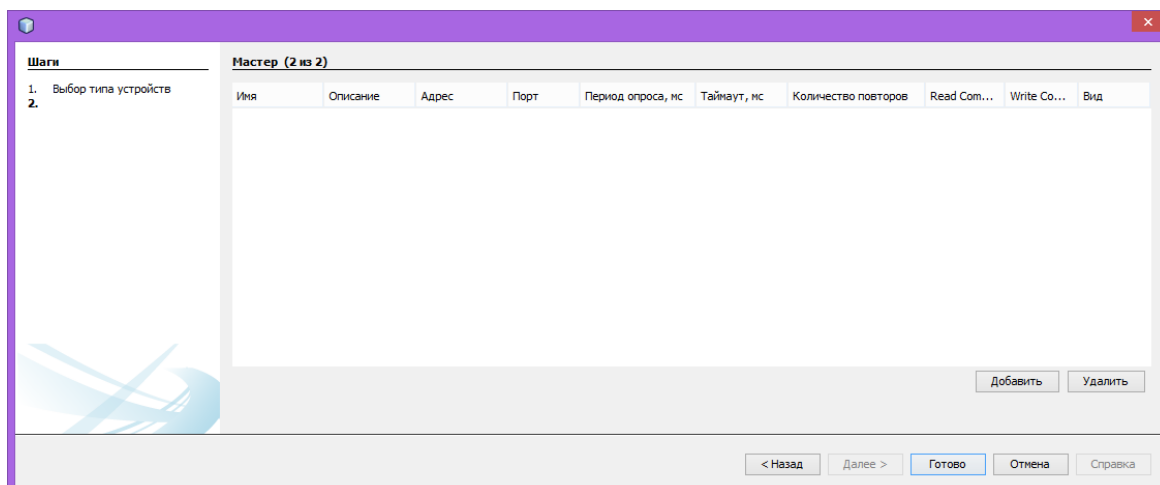 Шаги
1. Выбор типа устройств
2.
Мастер (2 из 2)
Имя Описание Адрес Порт Период опроса, мс Таймаут, мс Количество повторов Read Com... Write Co... Вид
Добавить Удалить
< Назад Далее > Готово Отмена Справка